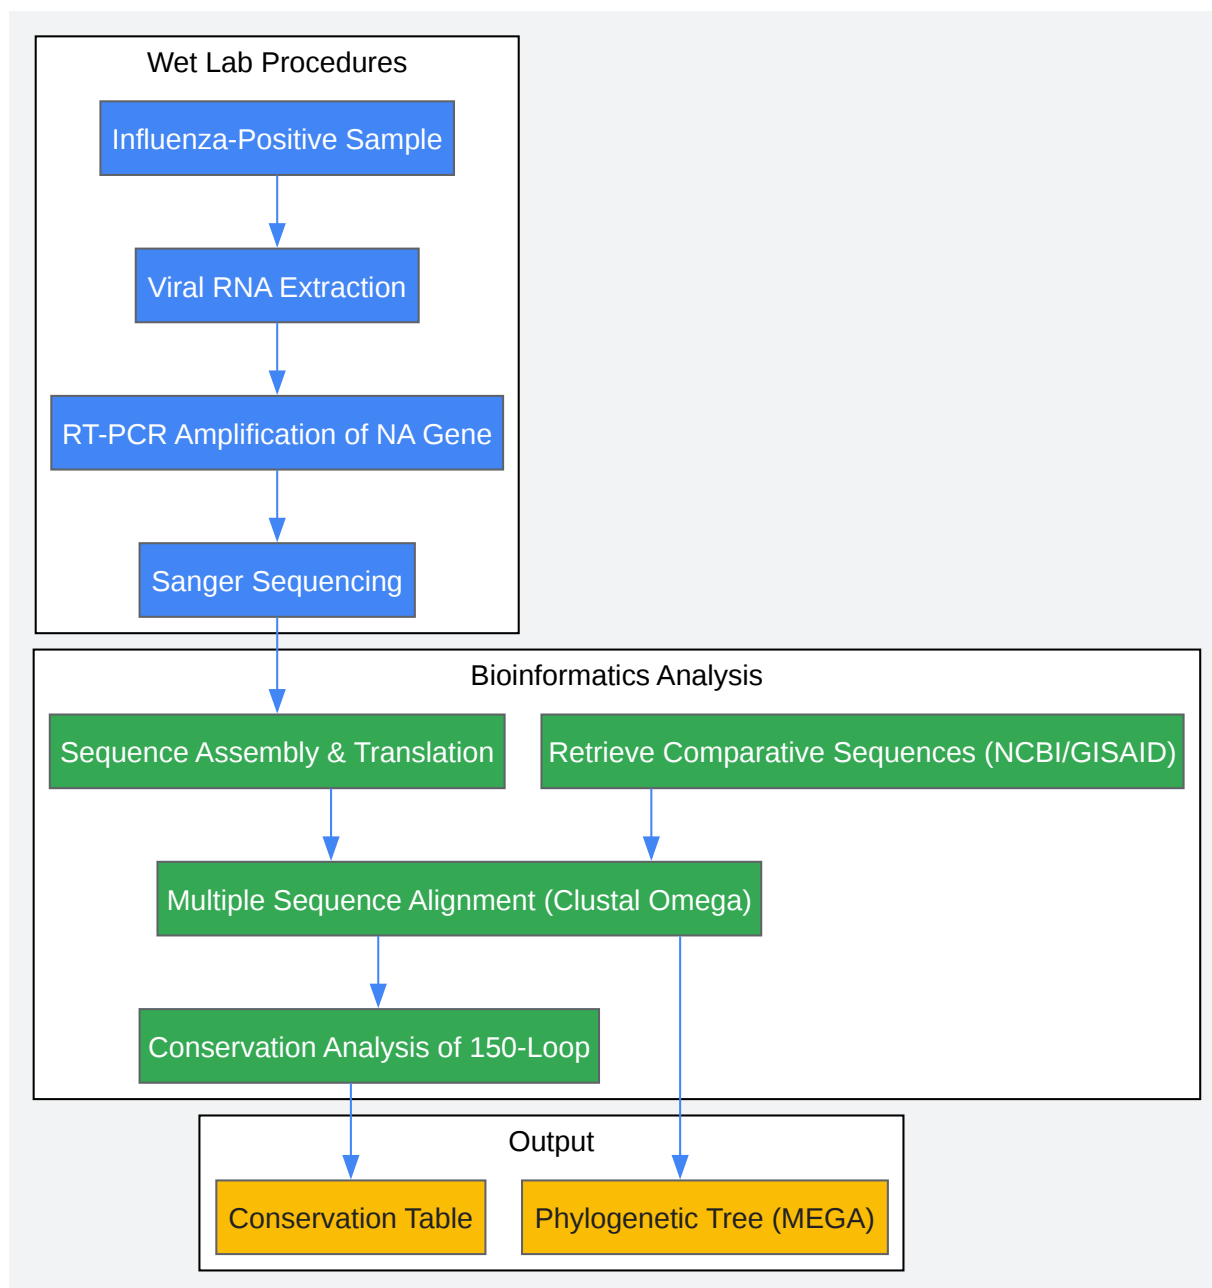 Wet Lab Procedures
Influenza-Positive Sample
Viral RNA Extraction
RT-PCR Amplification of NA Gene
Sanger Sequencing
Bioinformatics Analysis
Sequence Assembly & Translation
Retrieve Comparative Sequences (NCBI/GISAID)
Multiple Sequence Alignment (Clustal Omega)
Conservation Analysis of 150-Loop
Output
Conservation Table
Phylogenetic Tree (MEGA)